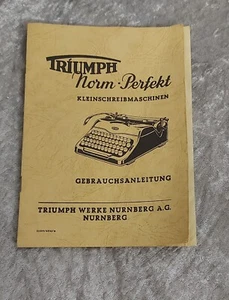 TRIUMPH
Norm-Perfekt
KLEINSCHREIBMASCHINEN
GEBRAUCHSANLEITUNG
TRIUMPH WERKE NÜRNBERG A.G.
NÜRNBERG